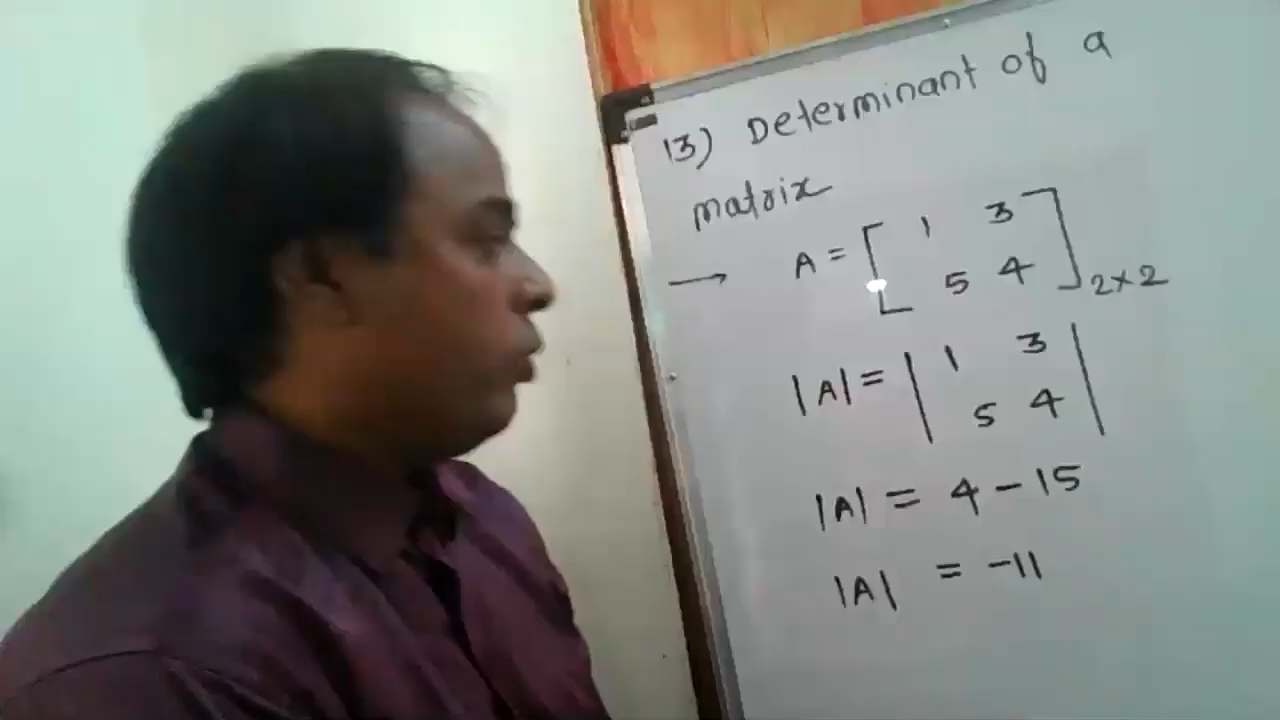 13) Determinant of a
matrix
→ A = [ 1 3
5 4 ]2×2
|A| = | 1 3
5 4 |
|A| = 4 - 15
|A| = -11